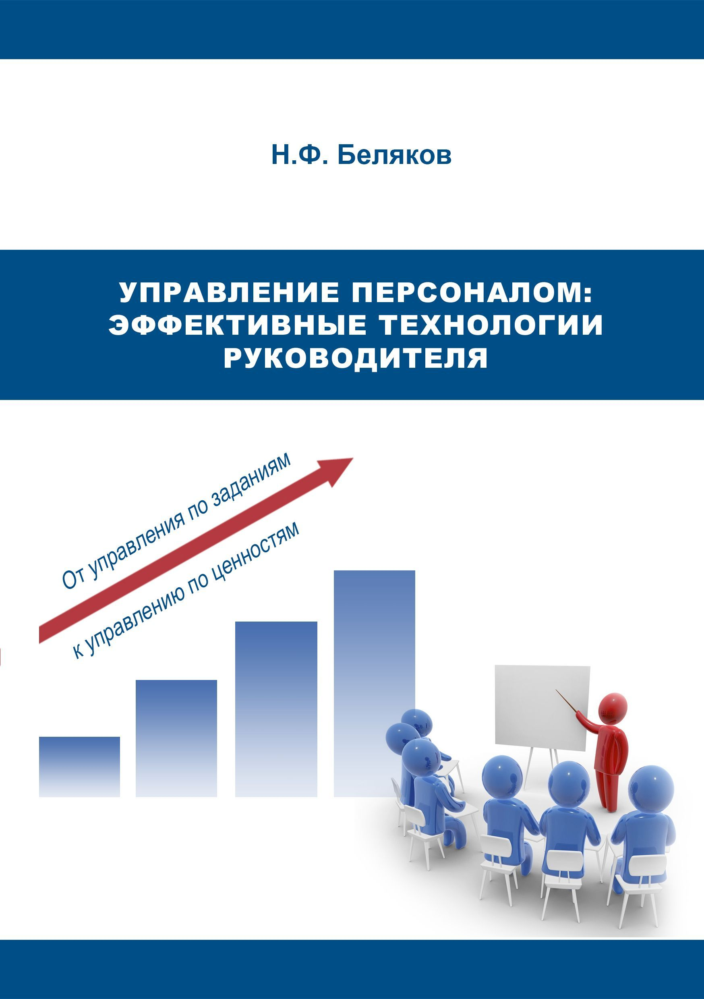 Н.Ф. Беляков
УПРАВЛЕНИЕ ПЕРСОНАЛОМ:
ЭФФЕКТИВНЫЕ ТЕХНОЛОГИИ
РУКОВОДИТЕЛЯ
От управления по заданиям
к управлению по ценностям